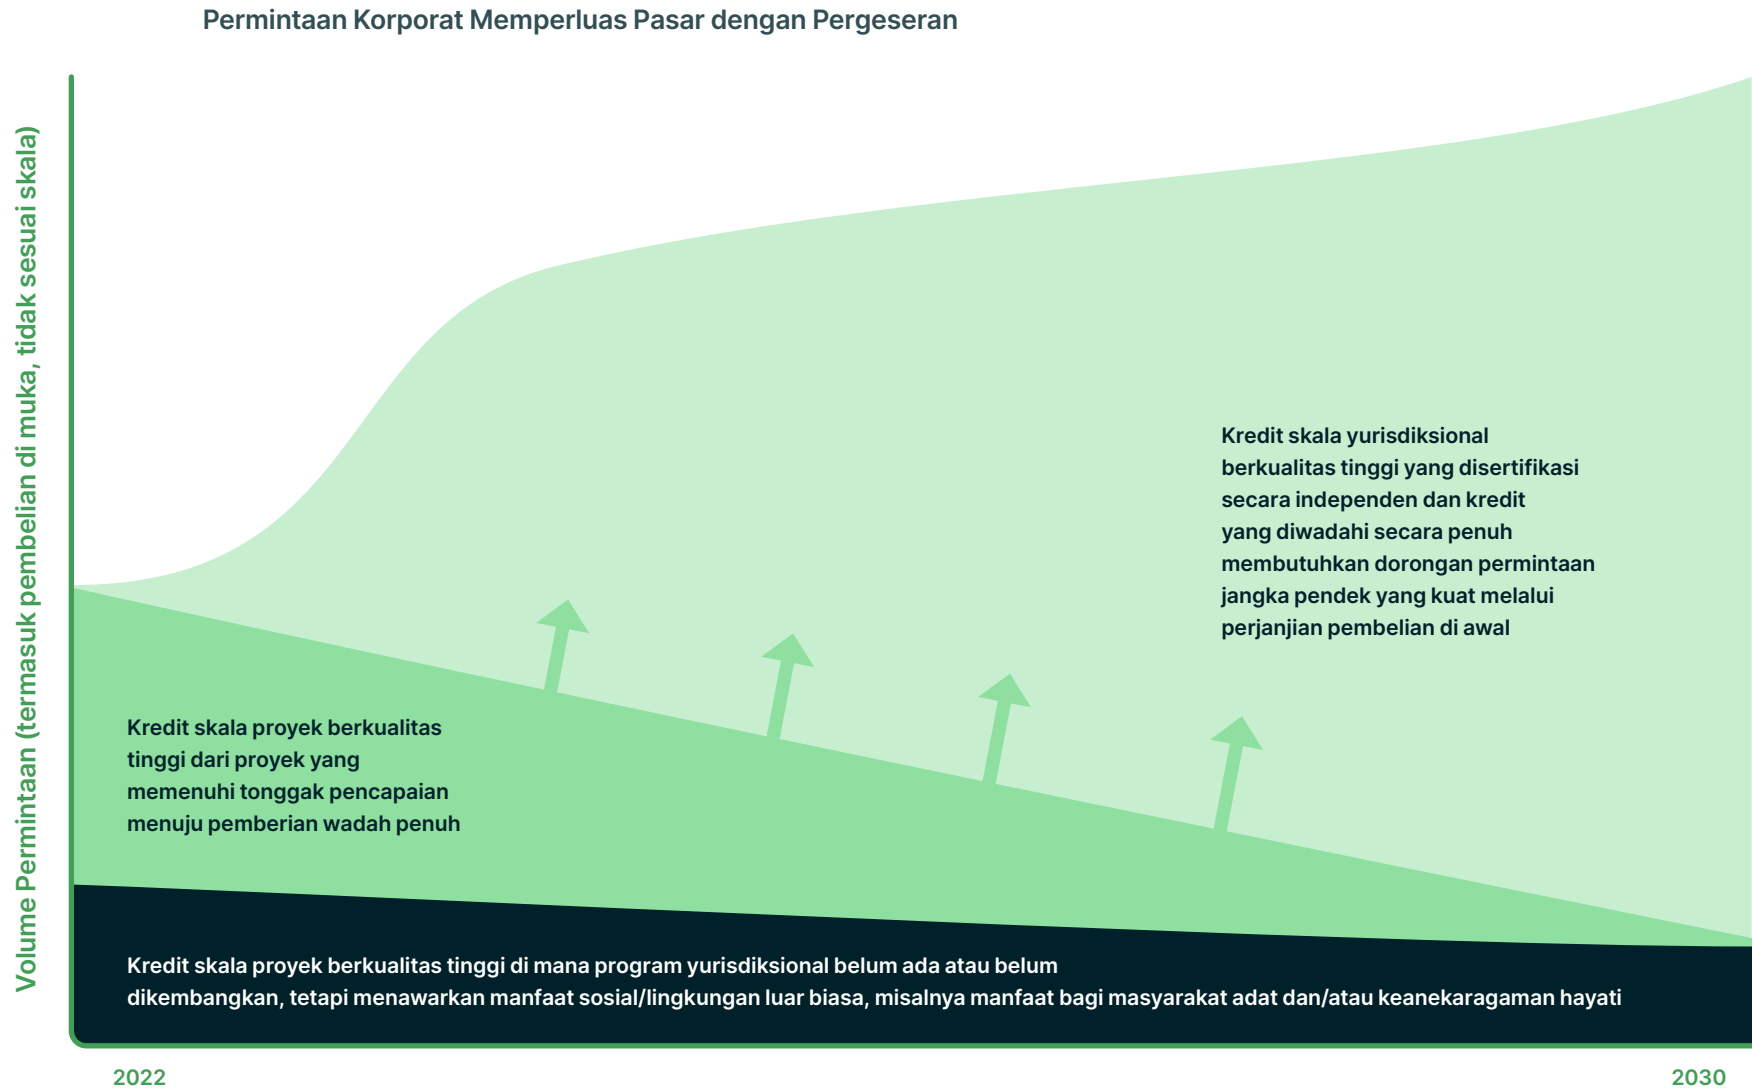 Permintaan Korporat Memperluas Pasar dengan Pergeseran
Volume Permintaan (termasuk pembelian di muka, tidak sesuai skala)
Kredit skala yurisdiksional
berkualitas tinggi yang disertifikasi
secara independen dan kredit
yang diwadahi secara penuh
membutuhkan dorongan permintaan
jangka pendek yang kuat melalui
perjanjian pembelian di awal
Kredit skala proyek berkualitas
tinggi dari proyek yang
memenuhi tonggak pencapaian
menuju pemberian wadah penuh
Kredit skala proyek berkualitas tinggi di mana program yurisdiksional belum ada atau belum
dikembangkan, tetapi menawarkan manfaat sosial/lingkungan luar biasa, misalnya manfaat bagi masyarakat adat dan/atau keanekaragaman hayati
2022
2030